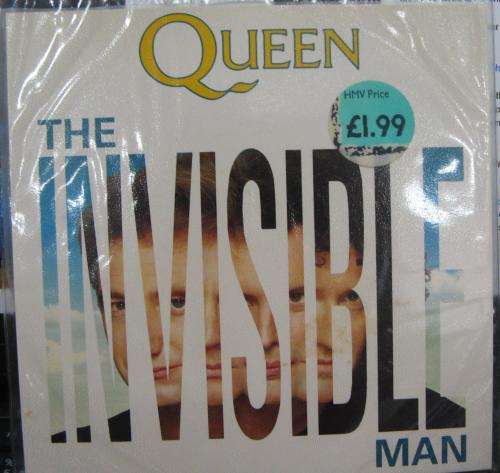 QUEEN
HMV Price
£1.99
THE
INVISIBLE
MAN